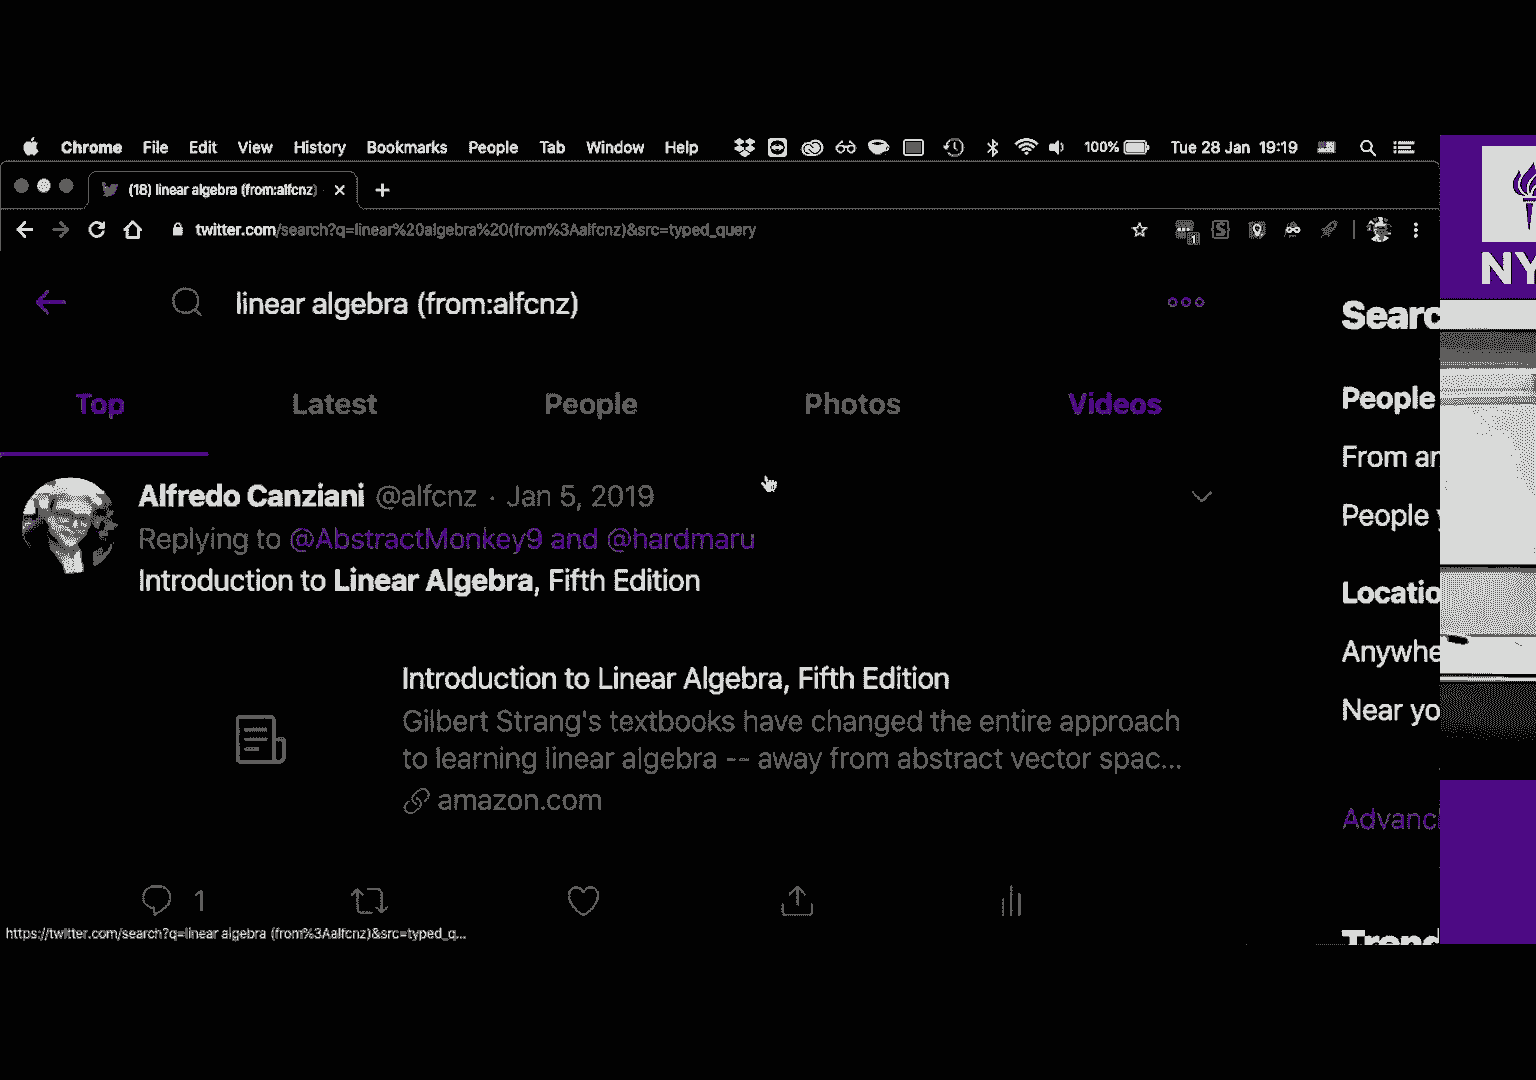 Chrome File Edit View History Bookmarks People Tab Window Help 100% Tue 28 Jan 19:19
(18) linear algebra (from:alfcnz)
twitter.com/search?q=linear%20algebra%20(from%3Aalfcnz)&src=typed_query
1
NY
linear algebra (from:alfcnz)
Searc
Top Latest People Photos Videos
People
From an
People y
Alfredo Canziani @alfcnz · Jan 5, 2019
Replying to @AbstractMonkey9 and @hardmaru
Introduction to Linear Algebra, Fifth Edition
Locatio
Anywhe
Near yo
Introduction to Linear Algebra, Fifth Edition
Gilbert Strang's textbooks have changed the entire approach
to learning linear algebra -- away from abstract vector spac...
amazon.com
Advanc
1
Trend
https://twitter.com/search?q=linear algebra (from%3Aalfcnz)&src=typed_q...